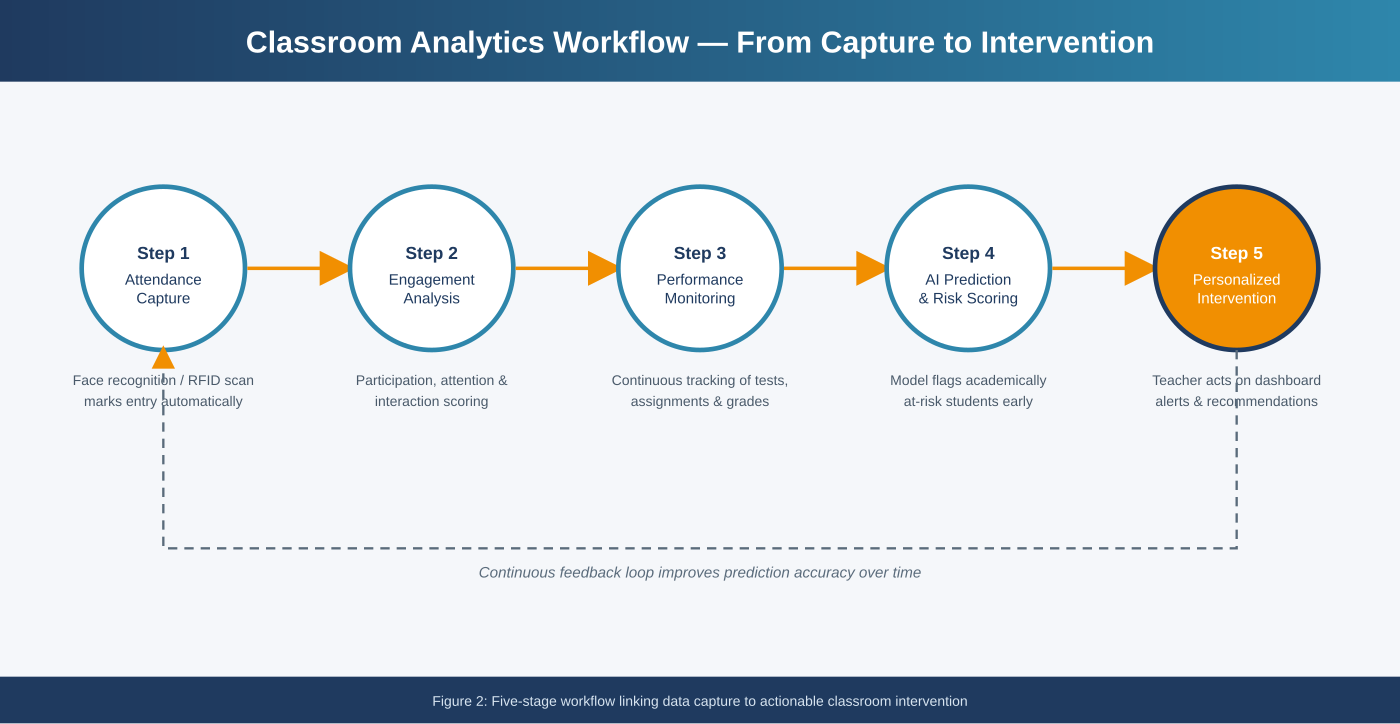 Classroom Analytics Workflow — From Capture to Intervention
Step 1
Attendance
Capture
Face recognition / RFID scan
marks entry automatically
Step 2
Engagement
Analysis
Participation, attention &
interaction scoring
Step 3
Performance
Monitoring
Continuous tracking of tests,
assignments & grades
Step 4
AI Prediction
& Risk Scoring
Model flags academically
at-risk students early
Step 5
Personalized
Intervention
Teacher acts on dashboard
alerts & recommendations
Continuous feedback loop improves prediction accuracy over time
Figure 2: Five-stage workflow linking data capture to actionable classroom intervention